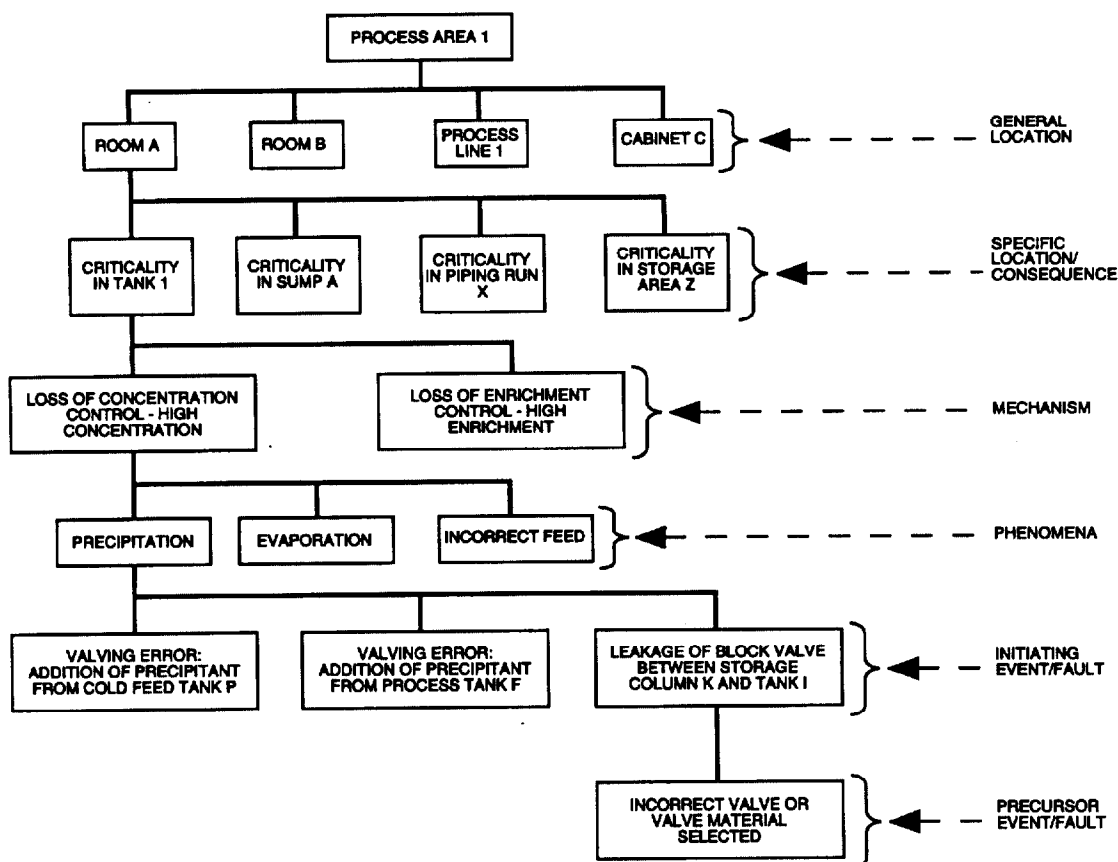 PROCESS AREA 1
ROOM A
ROOM B
PROCESS
LINE 1
CABINET C
GENERAL
LOCATION
CRITICALITY
IN TANK 1
CRITICALITY
IN SUMP A
CRITICALITY
IN PIPING RUN
X
CRITICALITY
IN STORAGE
AREA Z
SPECIFIC
LOCATION/
CONSEQUENCE
LOSS OF CONCENTRATION
CONTROL - HIGH
CONCENTRATION
LOSS OF ENRICHMENT
CONTROL - HIGH
ENRICHMENT
MECHANISM
PRECIPITATION
EVAPORATION
INCORRECT FEED
PHENOMENA
VALVING ERROR:
ADDITION OF PRECIPITANT
FROM COLD FEED TANK P
VALVING ERROR:
ADDITION OF PRECIPITANT
FROM PROCESS TANK F
LEAKAGE OF BLOCK VALVE
BETWEEN STORAGE
COLUMN K AND TANK I
INITIATING
EVENT/FAULT
INCORRECT VALVE OR
VALVE MATERIAL
SELECTED
PRECURSOR
EVENT/FAULT